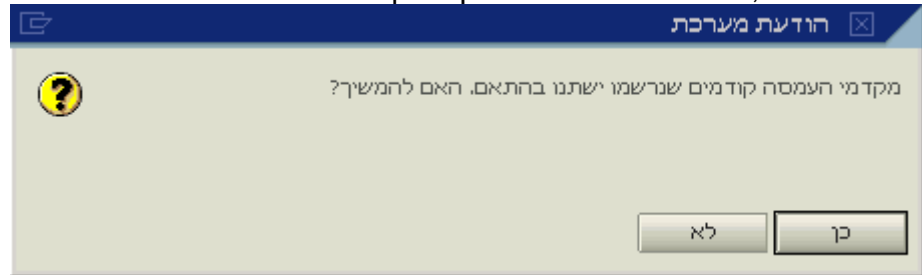 הודעת מערכת
מקדמי העמסה קודמים שנרשמו ישתנו בהתאם. האם להמשיך?
כן
לא